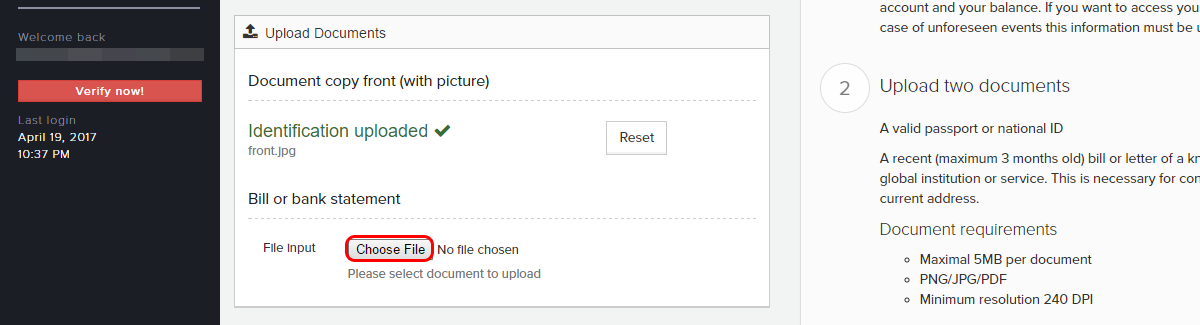 Welcome back
Verify now!
Last login
April 19, 2017
10:37 PM
Upload Documents
Document copy front (with picture)
Identification uploaded
front.jpg
Reset
Bill or bank statement
File input
Choose File No file chosen
Please select document to upload
account and your balance. If you want to access you
case of unforeseen events this information must be u
2
Upload two documents
A valid passport or national ID
A recent (maximum 3 months old) bill or letter of a kn
global institution or service. This is necessary for con
current address.
Document requirements
Maximal 5MB per document
PNG/JPG/PDF
Minimum resolution 240 DPI